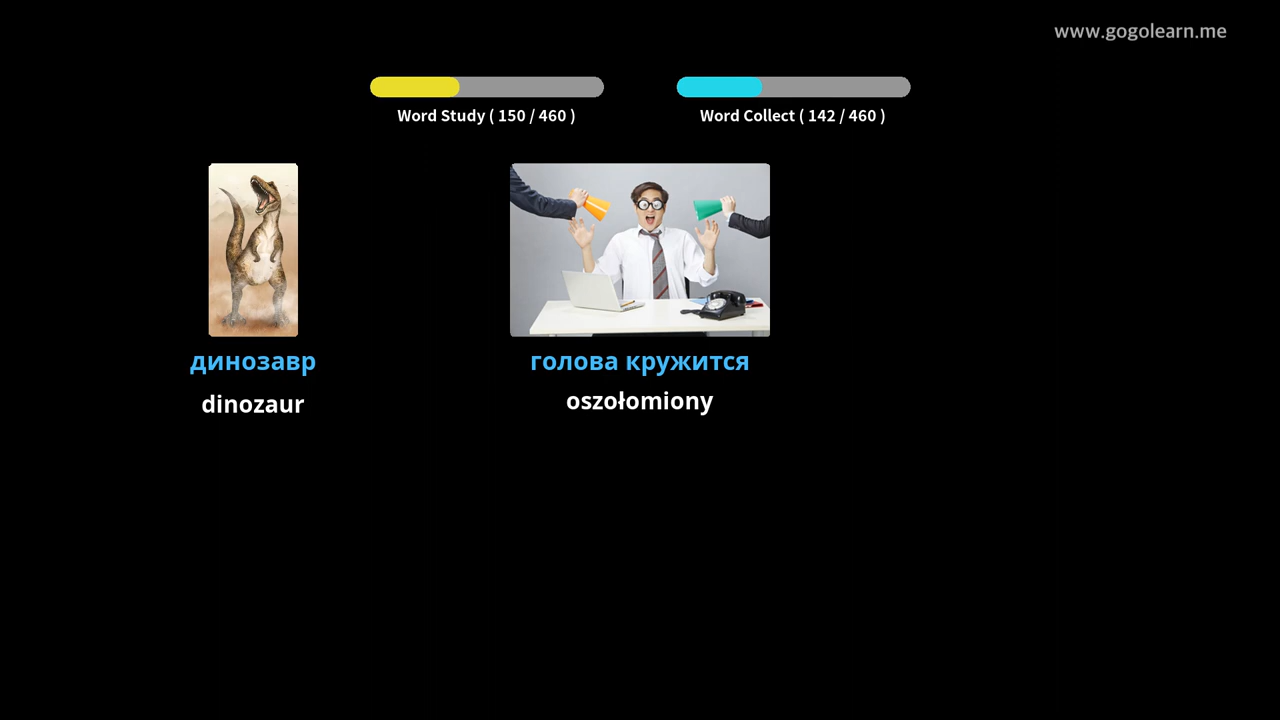 www.gogolearn.me
Word Study ( 150 / 460 )
Word Collect ( 142 / 460 )
динозавр
dinozaur
голова кружится
oszołomiony